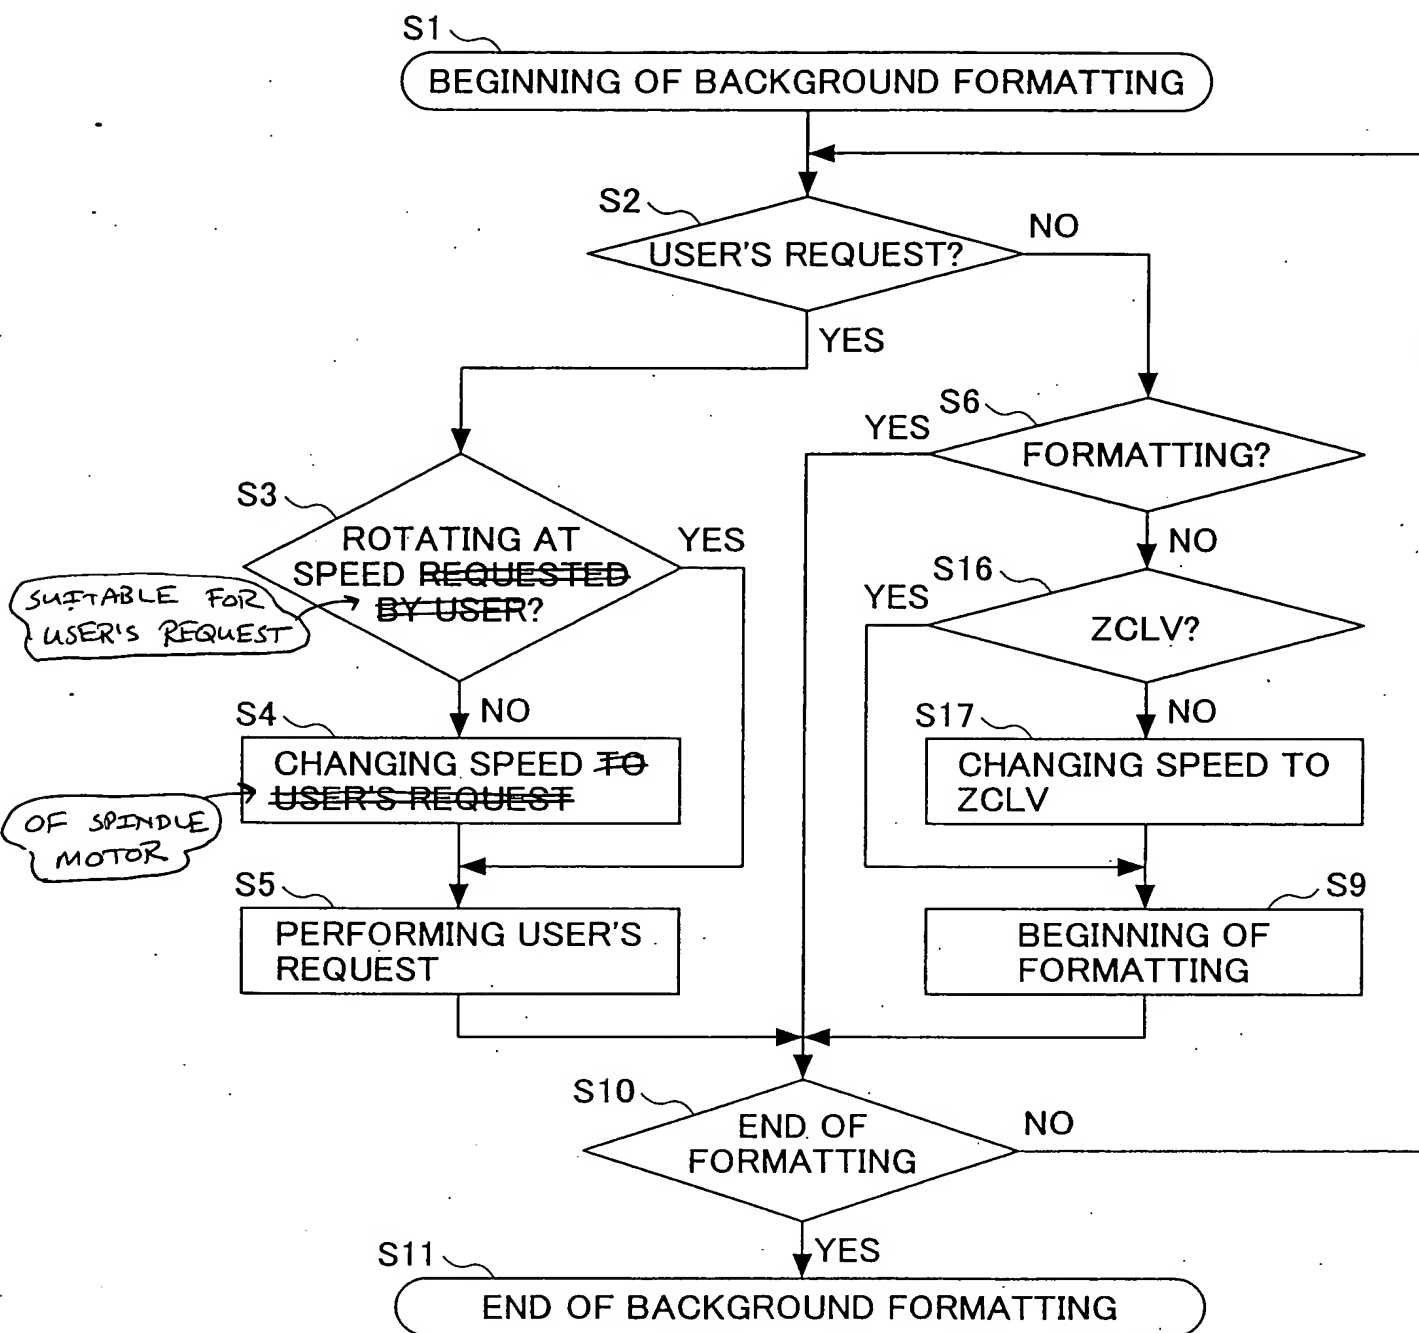 S1
BEGINNING OF BACKGROUND FORMATTING
S2
USER'S REQUEST?
NO
YES
S6
YES
FORMATTING?
NO
S3
ROTATING AT
SPEED REQUESTED
BY USER?
YES
SUITABLE FOR
USER'S REQUEST
NO
S16
YES
ZCLV?
NO
S4
CHANGING SPEED TO
USER'S REQUEST
OF SPINDLE
MOTOR
S17
CHANGING SPEED TO
ZCLV
S5
PERFORMING USER'S
REQUEST
S9
BEGINNING OF
FORMATTING
S10
END OF
FORMATTING
NO
YES
S11
END OF BACKGROUND FORMATTING